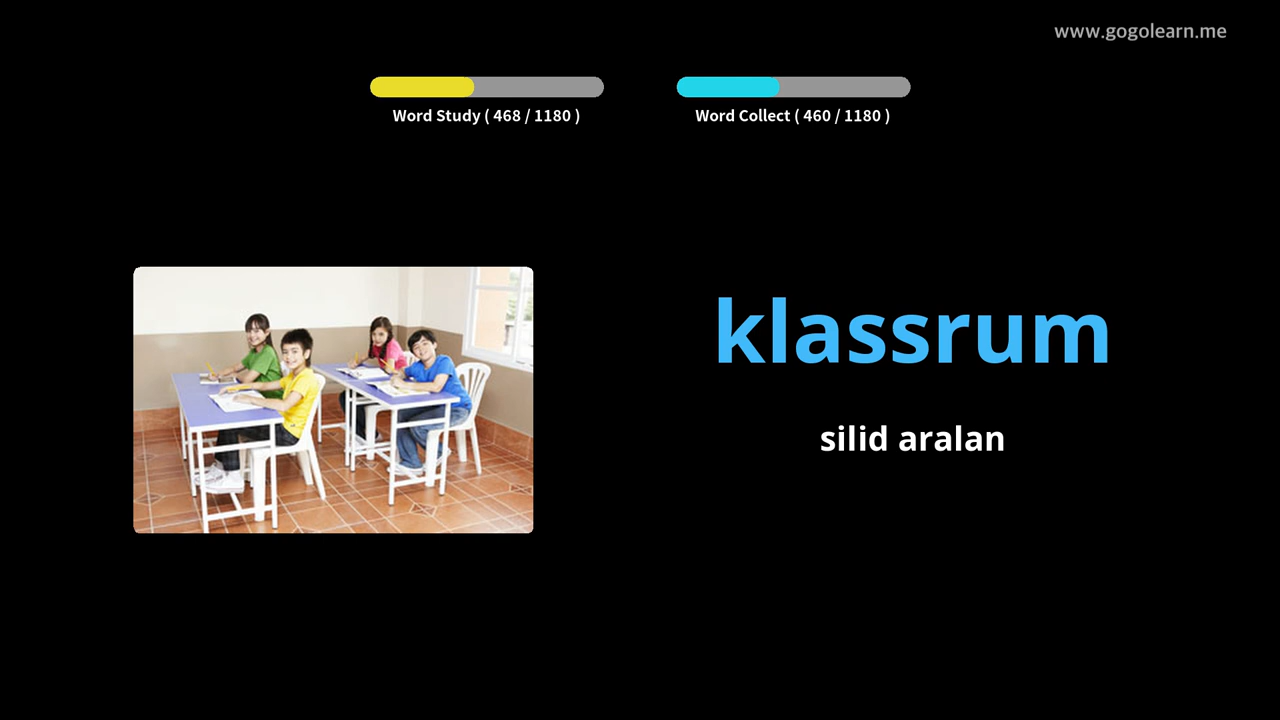 www.gogolearn.me
Word Study ( 468 / 1180 )
Word Collect ( 460 / 1180 )
klassrum
silid aralan